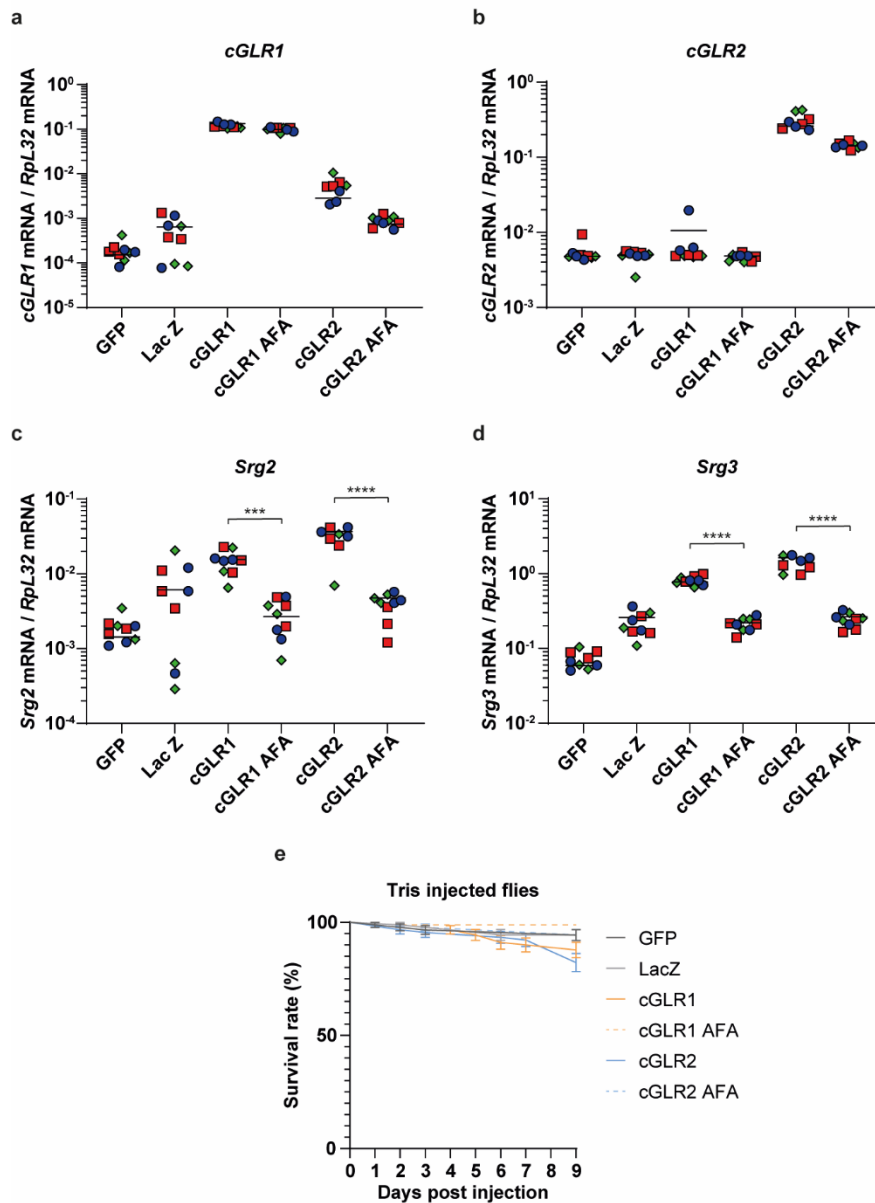 a
cGLR1
cGLR1 mRNA / RpL32 mRNA
10⁰
10⁻¹
10⁻²
10⁻³
10⁻⁴
10⁻⁵
GFP
Lac Z
cGLR1
cGLR1 AFA
cGLR2
cGLR2 AFA
b
cGLR2
cGLR2 mRNA / RpL32 mRNA
10⁰
10⁻¹
10⁻²
10⁻³
GFP
Lac Z
cGLR1
cGLR1 AFA
cGLR2
cGLR2 AFA
c
Srg2
Srg2 mRNA / RpL32 mRNA
10⁻¹
10⁻²
10⁻³
10⁻⁴
***
****
GFP
Lac Z
cGLR1
cGLR1 AFA
cGLR2
cGLR2 AFA
d
Srg3
Srg3 mRNA / RpL32 mRNA
10¹
10⁰
10⁻¹
10⁻²
****
****
GFP
Lac Z
cGLR1
cGLR1 AFA
cGLR2
cGLR2 AFA
e
Tris injected flies
Survival rate (%)
100
50
0
0 1 2 3 4 5 6 7 8 9
Days post injection
GFP
LacZ
cGLR1
cGLR1 AFA
cGLR2
cGLR2 AFA